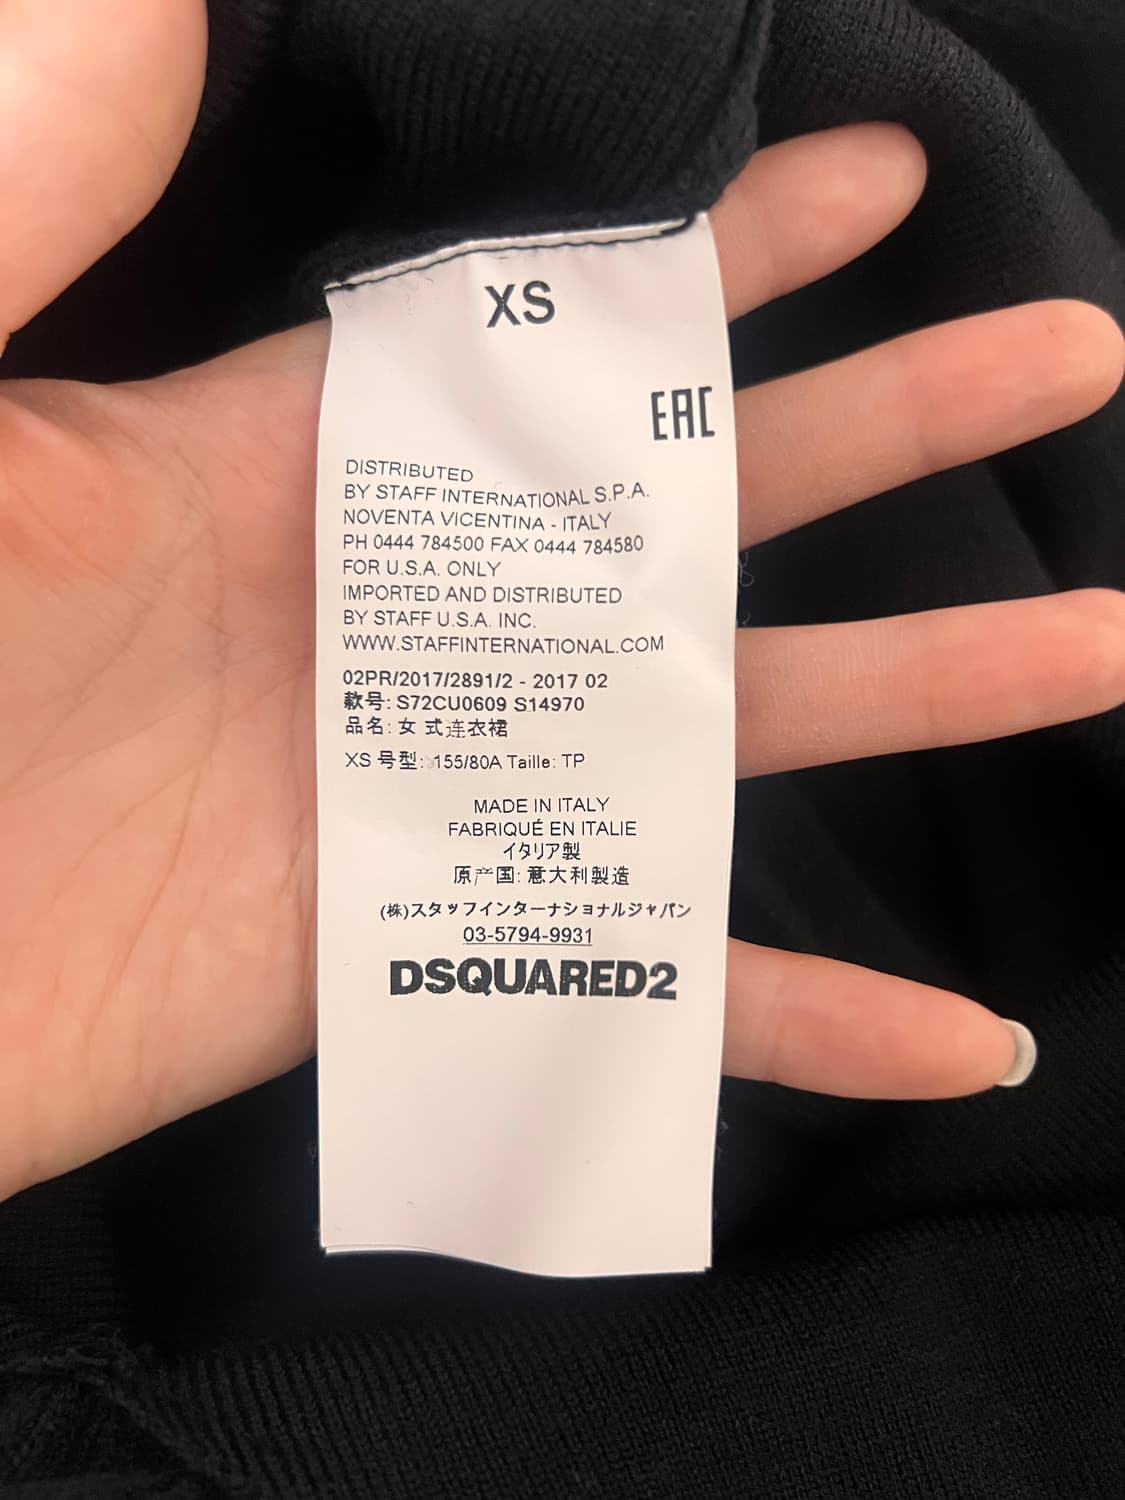 XS
EAC
DISTRIBUTED
BY STAFF INTERNATIONAL S.P.A.
NOVENTA VICENTINA - ITALY
PH 0444 784500 FAX 0444 784580
FOR U.S.A. ONLY
IMPORTED AND DISTRIBUTED
BY STAFF U.S.A. INC.
WWW.STAFFINTERNATIONAL.COM
02PR/2017/2891/2 - 2017 02
款号: S72CU0609 S14970
品名: 女 式连衣裙
XS 号型: 155/80A Taille: TP
MADE IN ITALY
FABRIQUÉ EN ITALIE
イタリア製
原产国: 意大利製造
(株)スタッフインターナショナルジャパン
03-5794-9931
DSQUARED2